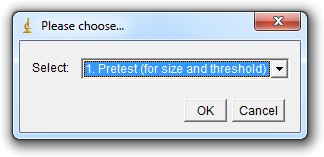 Please choose...
Select: 1. Pretest (for size and threshold)
OK Cancel